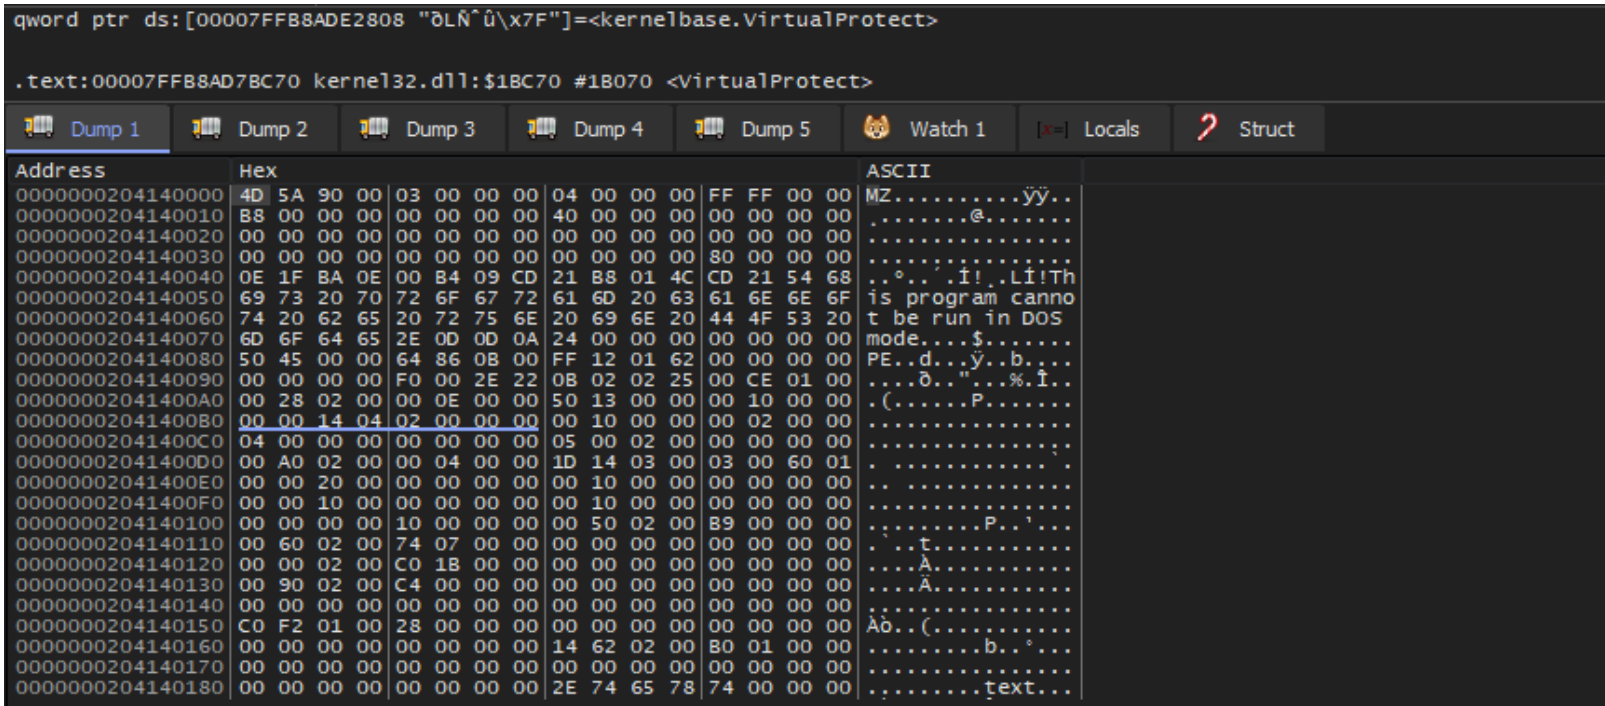 qword ptr ds:[00007FFB8ADE2808 "ðLÑˆû\x7F"]=<kernelbase.VirtualProtect>
.text:00007FFB8AD7BC70 kernel32.dll:$1BC70 #1B070 <VirtualProtect>
Dump 1 Dump 2 Dump 3 Dump 4 Dump 5 Watch 1 [x=] Locals Struct
Address Hex ASCII
0000000204140000 4D 5A 90 00 03 00 00 00 04 00 00 00 FF FF 00 00 MZ..........ÿÿ..
0000000204140010 B8 00 00 00 00 00 00 00 40 00 00 00 00 00 00 00 ¸.......@.......
0000000204140020 00 00 00 00 00 00 00 00 00 00 00 00 00 00 00 00 ................
0000000204140030 00 00 00 00 00 00 00 00 00 00 00 00 80 00 00 00 ................
0000000204140040 0E 1F BA 0E 00 B4 09 CD 21 B8 01 4C CD 21 54 68 ..º..´.Í!¸.LÍ!Th
0000000204140050 69 73 20 70 72 6F 67 72 61 6D 20 63 61 6E 6E 6F is program canno
0000000204140060 74 20 62 65 20 72 75 6E 20 69 6E 20 44 4F 53 20 t be run in DOS
0000000204140070 6D 6F 64 65 2E 0D 0D 0A 24 00 00 00 00 00 00 00 mode....$.......
0000000204140080 50 45 00 00 64 86 0B 00 FF 12 01 62 00 00 00 00 PE..d...ÿ..b....
0000000204140090 00 00 00 00 F0 00 2E 22 0B 02 02 25 00 CE 01 00 ....ð.."...%.Î..
00000002041400A0 00 28 02 00 00 0E 00 00 50 13 00 00 00 10 00 00 .(......P.......
00000002041400B0 00 00 14 04 02 00 00 00 00 10 00 00 00 02 00 00 ................
00000002041400C0 04 00 00 00 00 00 00 00 05 00 02 00 00 00 00 00 ................
00000002041400D0 00 A0 02 00 00 04 00 00 1D 14 03 00 03 00 60 01 . ............`.
00000002041400E0 00 00 20 00 00 00 00 00 00 10 00 00 00 00 00 00 .. .............
00000002041400F0 00 00 10 00 00 00 00 00 00 10 00 00 00 00 00 00 ................
0000000204140100 00 00 00 00 10 00 00 00 00 50 02 00 B9 00 00 00 .........P..¹...
0000000204140110 00 60 02 00 74 07 00 00 00 00 00 00 00 00 00 00 .`..t...........
0000000204140120 00 00 02 00 C0 1B 00 00 00 00 00 00 00 00 00 00 ....À...........
0000000204140130 00 90 02 00 C4 00 00 00 00 00 00 00 00 00 00 00 ....Ä...........
0000000204140140 00 00 00 00 00 00 00 00 00 00 00 00 00 00 00 00 ................
0000000204140150 C0 F2 01 00 28 00 00 00 00 00 00 00 00 00 00 00 Àò..(...........
0000000204140160 00 00 00 00 00 00 00 00 14 62 02 00 B0 01 00 00 .........b..°...
0000000204140170 00 00 00 00 00 00 00 00 00 00 00 00 00 00 00 00 ................
0000000204140180 00 00 00 00 00 00 00 00 2E 74 65 78 74 00 00 00 .........text...